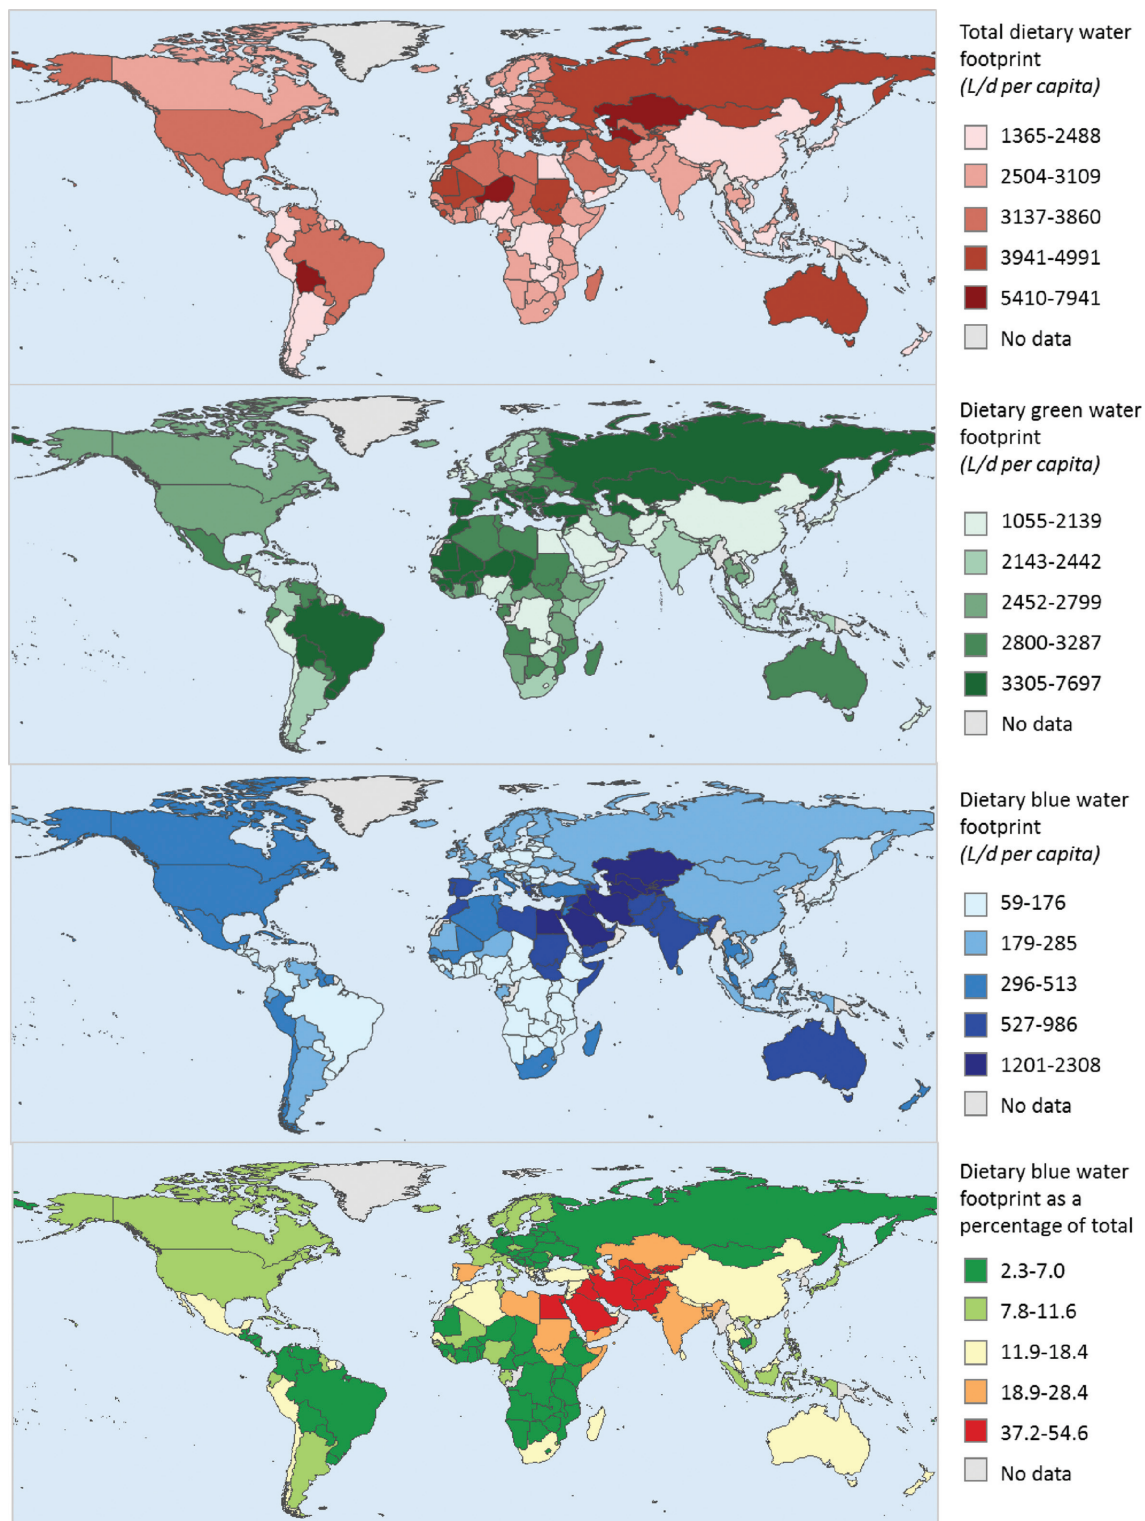 Total dietary water
footprint
(L/d per capita)
1365-2488
2504-3109
3137-3860
3941-4991
5410-7941
No data
Dietary green water
footprint
(L/d per capita)
1055-2139
2143-2442
2452-2799
2800-3287
3305-7697
No data
Dietary blue water
footprint
(L/d per capita)
59-176
179-285
296-513
527-986
1201-2308
No data
Dietary blue water
footprint as a
percentage of total
2.3-7.0
7.8-11.6
11.9-18.4
18.9-28.4
37.2-54.6
No data